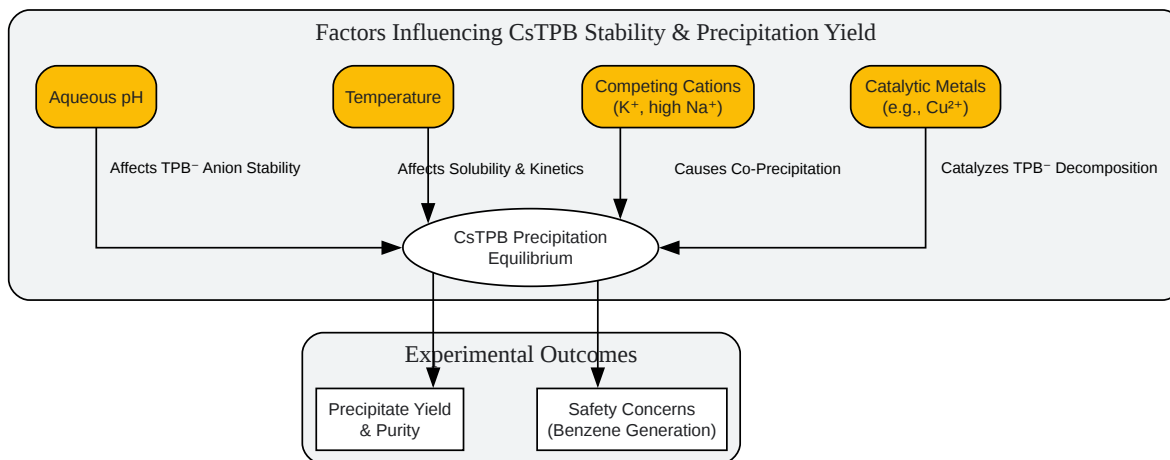 Factors Influencing CsTPB Stability & Precipitation Yield
Aqueous pH
Temperature
Competing Cations
(K⁺, high Na⁺)
Catalytic Metals
(e.g., Cu²⁺)
Affects TPB⁻ Anion Stability
Affects Solubility & Kinetics
Causes Co-Precipitation
Catalyzes TPB⁻ Decomposition
CsTPB Precipitation
Equilibrium
Experimental Outcomes
Precipitate Yield
& Purity
Safety Concerns
(Benzene Generation)